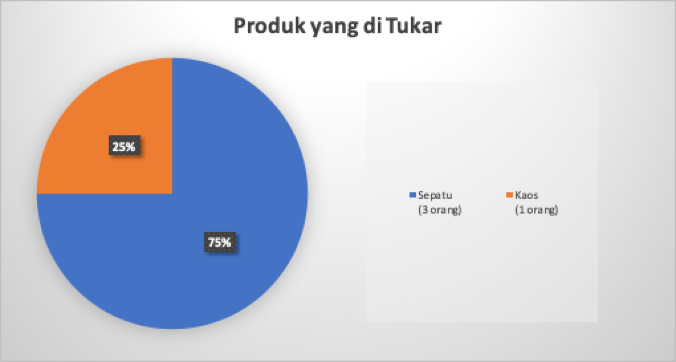 Produk yang di Tukar
25%
75%
Sepatu
(3 orang)
Kaos
(1 orang)